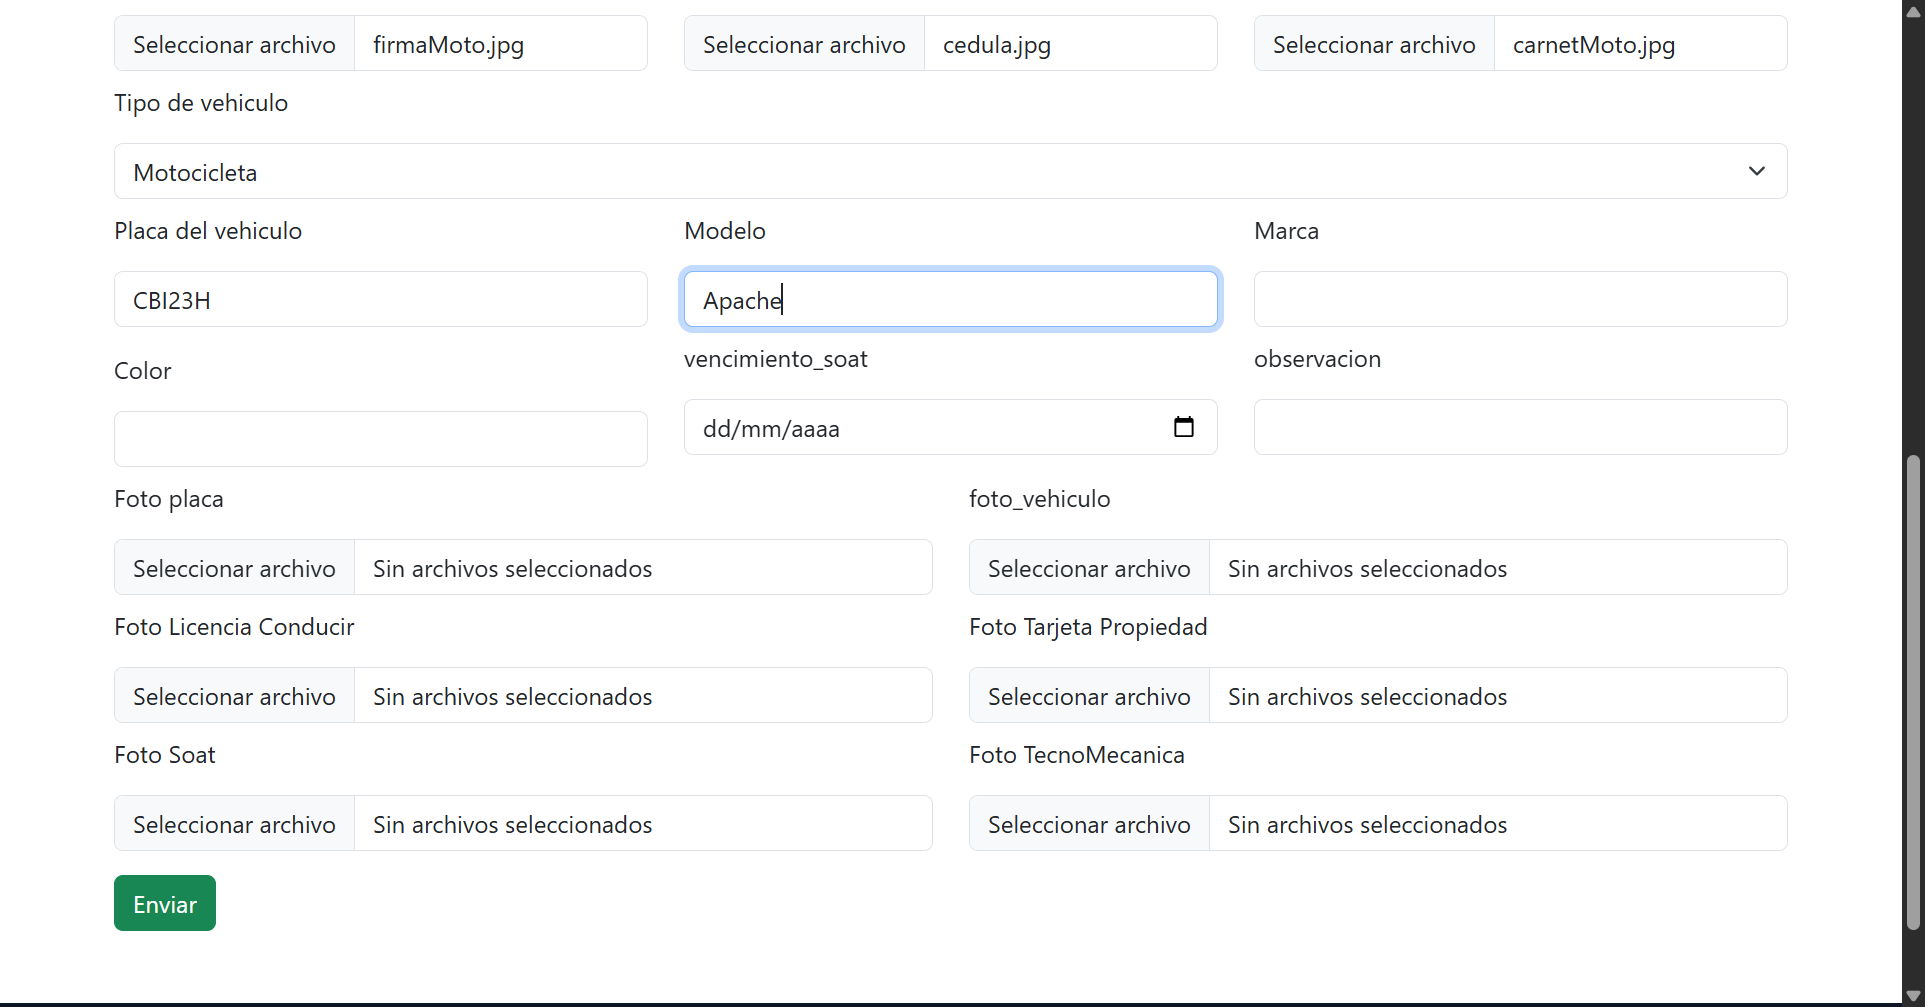 Seleccionar archivo firmaMoto.jpg Seleccionar archivo cedula.jpg Seleccionar archivo carnetMoto.jpg
Tipo de vehiculo
Motocicleta
Placa del vehiculo Modelo Marca
CBI23H Apache
Color vencimiento_soat observacion
dd/mm/aaaa
Foto placa foto_vehiculo
Seleccionar archivo Sin archivos seleccionados Seleccionar archivo Sin archivos seleccionados
Foto Licencia Conducir Foto Tarjeta Propiedad
Seleccionar archivo Sin archivos seleccionados Seleccionar archivo Sin archivos seleccionados
Foto Soat Foto TecnoMecanica
Seleccionar archivo Sin archivos seleccionados Seleccionar archivo Sin archivos seleccionados
Enviar